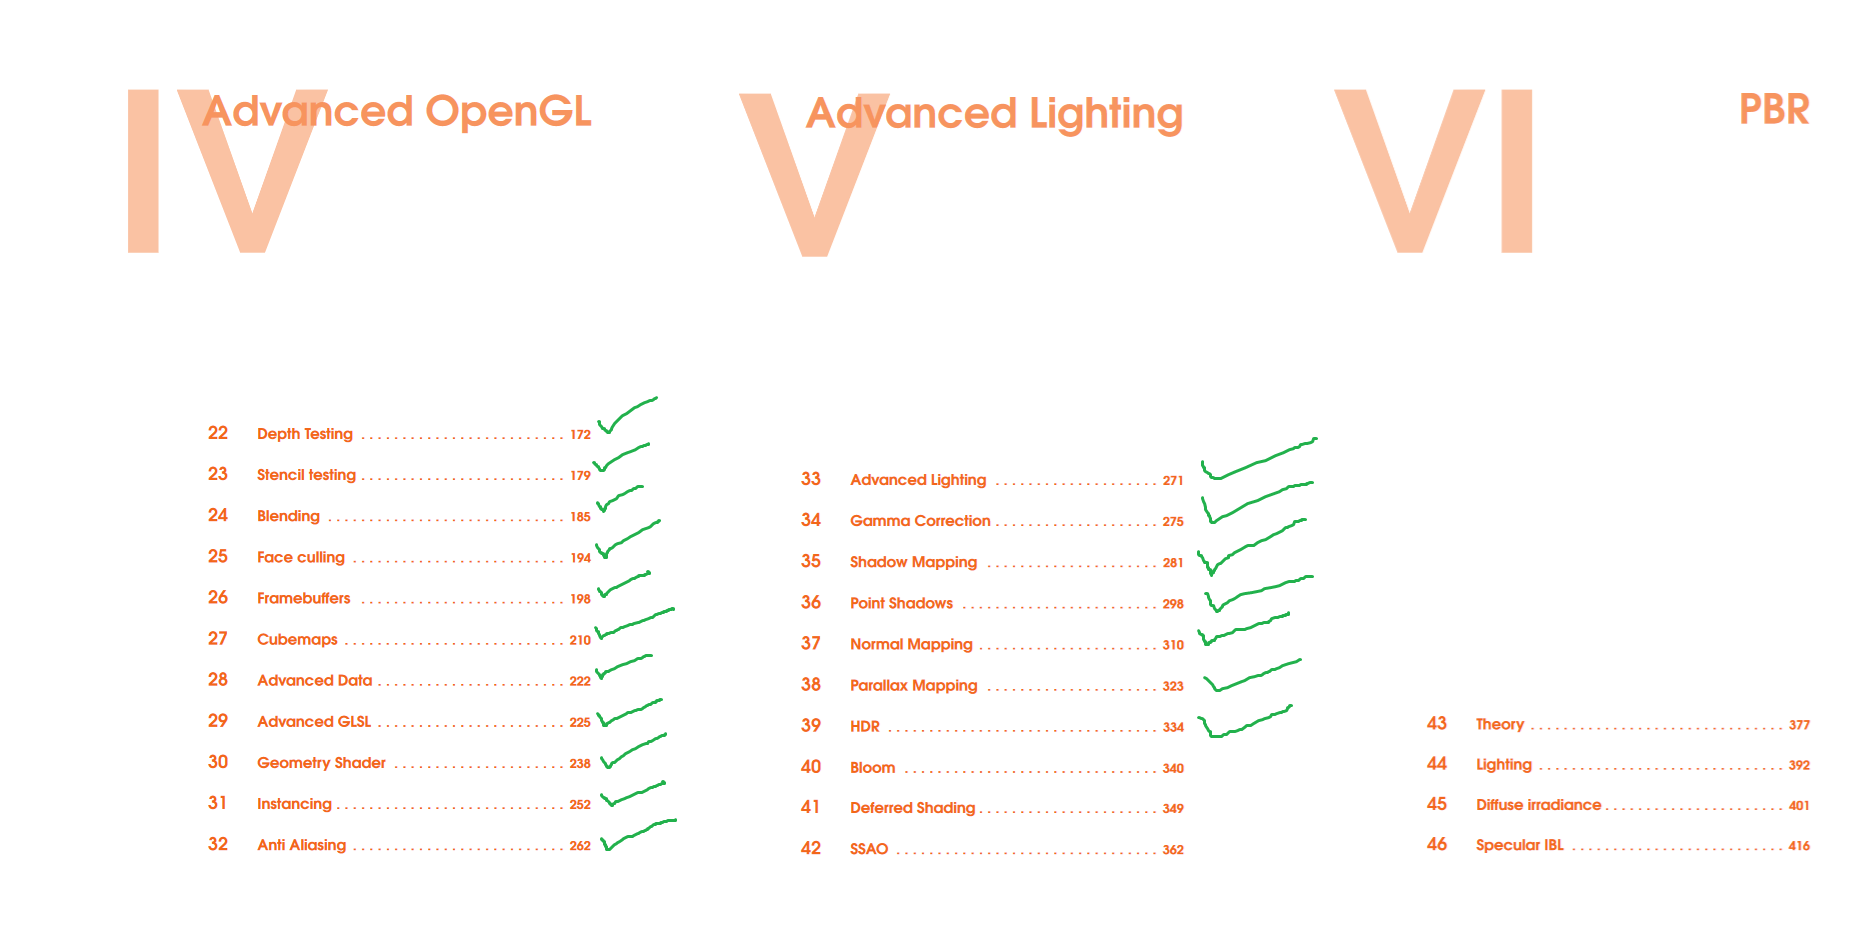 IV
Advanced OpenGL
22 Depth Testing . . . . . . . . . . . . . . . . . . . . . . . . . 172
23 Stencil testing . . . . . . . . . . . . . . . . . . . . . . . . . 179
24 Blending . . . . . . . . . . . . . . . . . . . . . . . . . . . . . 185
25 Face culling . . . . . . . . . . . . . . . . . . . . . . . . . . 194
26 Framebuffers . . . . . . . . . . . . . . . . . . . . . . . . . 198
27 Cubemaps . . . . . . . . . . . . . . . . . . . . . . . . . . . 210
28 Advanced Data . . . . . . . . . . . . . . . . . . . . . . . 222
29 Advanced GLSL . . . . . . . . . . . . . . . . . . . . . . . 225
30 Geometry Shader . . . . . . . . . . . . . . . . . . . . . 238
31 Instancing . . . . . . . . . . . . . . . . . . . . . . . . . . . . 252
32 Anti Aliasing . . . . . . . . . . . . . . . . . . . . . . . . . . 262
V
Advanced Lighting
33 Advanced Lighting . . . . . . . . . . . . . . . . . . . . 271
34 Gamma Correction . . . . . . . . . . . . . . . . . . . . 275
35 Shadow Mapping . . . . . . . . . . . . . . . . . . . . . 281
36 Point Shadows . . . . . . . . . . . . . . . . . . . . . . . . 298
37 Normal Mapping . . . . . . . . . . . . . . . . . . . . . . 310
38 Parallax Mapping . . . . . . . . . . . . . . . . . . . . . 323
39 HDR . . . . . . . . . . . . . . . . . . . . . . . . . . . . . . . . . 334
40 Bloom . . . . . . . . . . . . . . . . . . . . . . . . . . . . . . . 340
41 Deferred Shading . . . . . . . . . . . . . . . . . . . . . . 349
42 SSAO . . . . . . . . . . . . . . . . . . . . . . . . . . . . . . . . 362
VI
PBR
43 Theory . . . . . . . . . . . . . . . . . . . . . . . . . . . . . . . 377
44 Lighting . . . . . . . . . . . . . . . . . . . . . . . . . . . . . . 392
45 Diffuse irradiance . . . . . . . . . . . . . . . . . . . . . . 401
46 Specular IBL . . . . . . . . . . . . . . . . . . . . . . . . . . 416